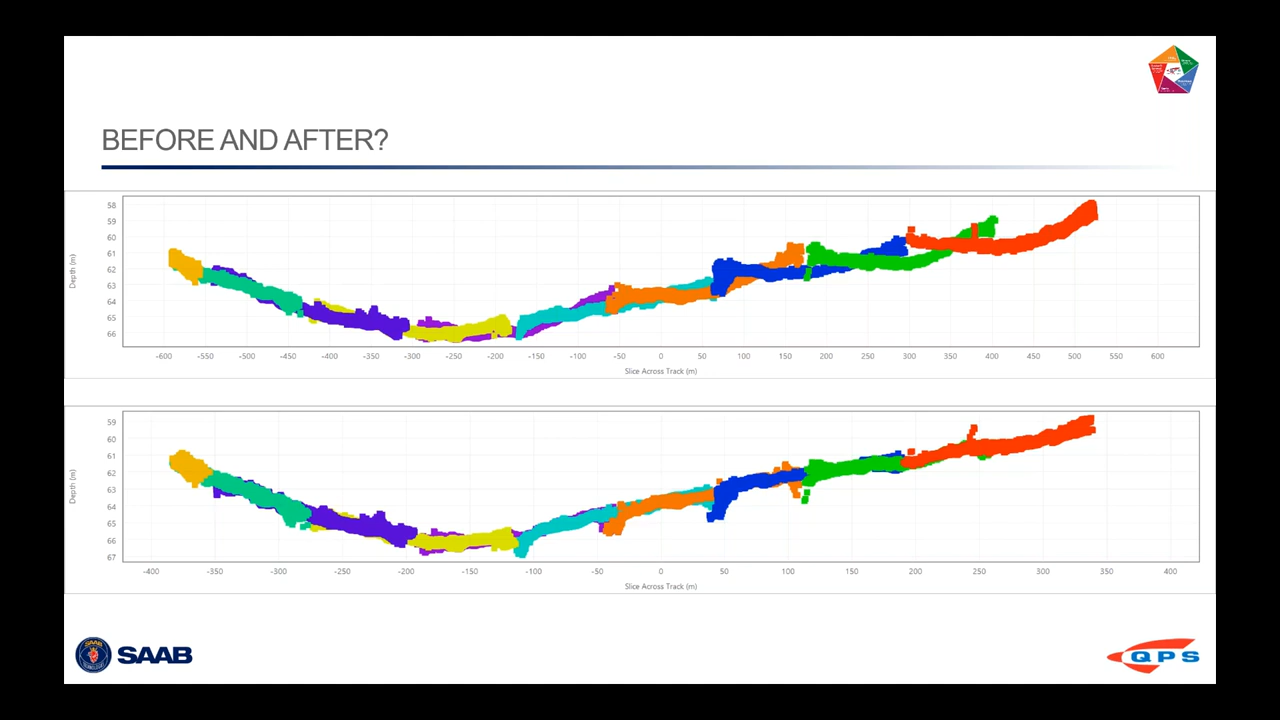 BEFORE AND AFTER?
58
59
60
61
62
63
64
65
66
Depth (m)
-600 -550 -500 -450 -400 -350 -300 -250 -200 -150 -100 -50 0 50 100 150 200 250 300 350 400 450 500 550 600
Slice Across Track (m)
59
60
61
62
63
64
65
66
67
Depth (m)
-400 -350 -300 -250 -200 -150 -100 -50 0 50 100 150 200 250 300 350 400
Slice Across Track (m)
SAAB
SAAB
QPS